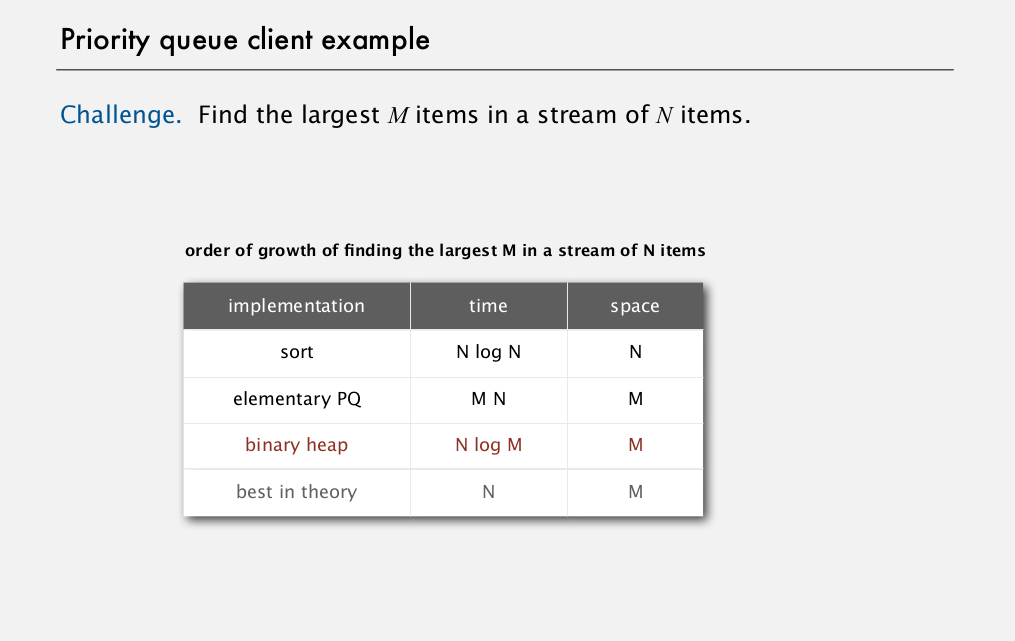 Priority queue client example
Challenge. Find the largest M items in a stream of N items.
order of growth of finding the largest M in a stream of N items
implementation time space
sort N log N N
elementary PQ M N M
binary heap N log M M
best in theory N M